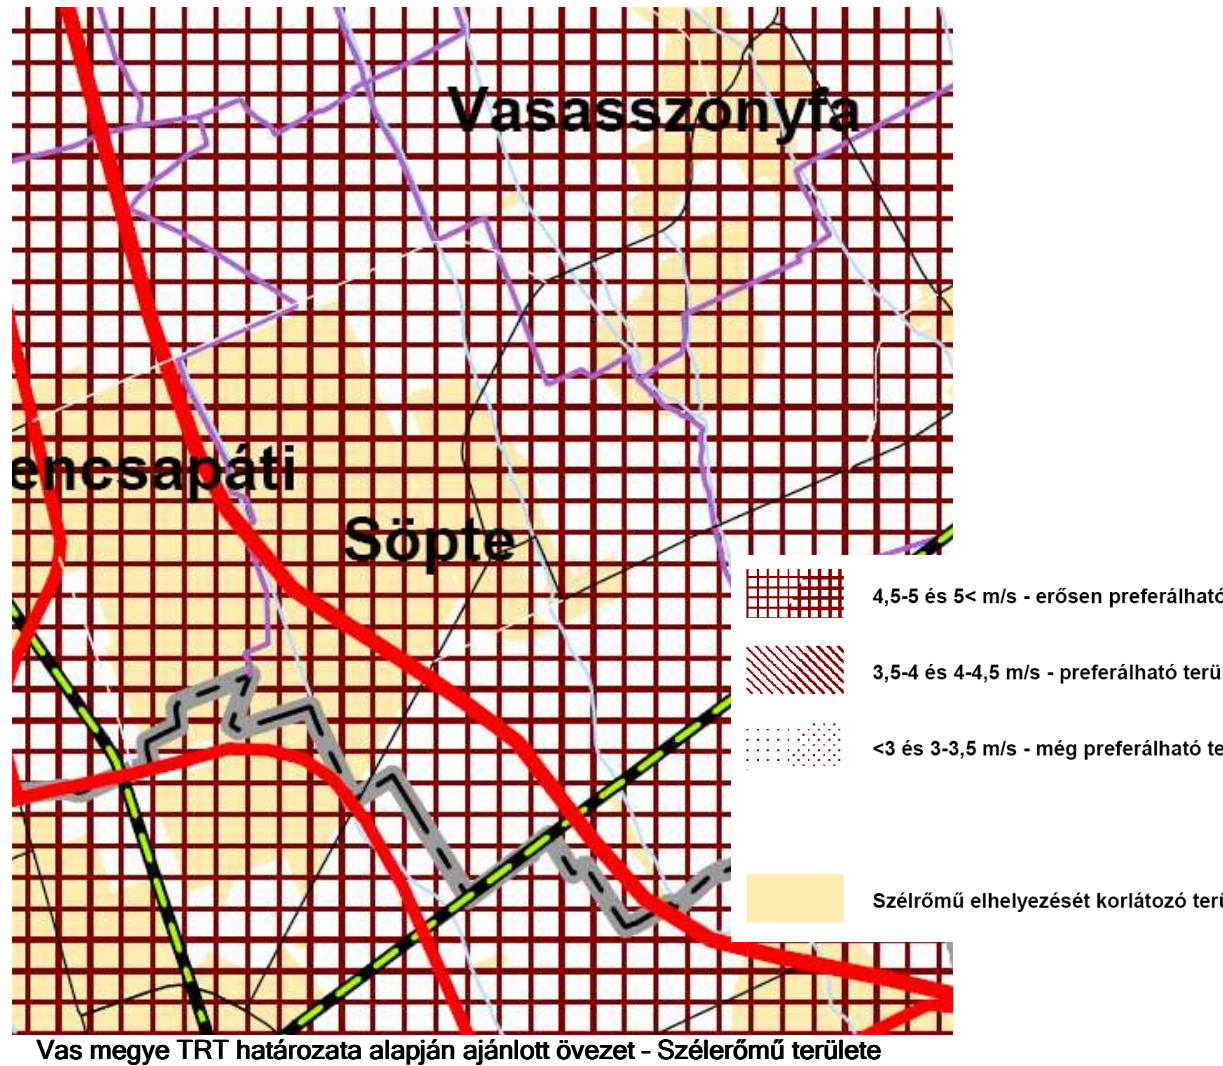 Vasasszonyfa
encsapáti
Söpte
4,5-5 és 5< m/s - erősen preferálható
3,5-4 és 4-4,5 m/s - preferálható terü
<3 és 3-3,5 m/s - még preferálható te
Szélrőmű elhelyezését korlátozó terü
Vas megye TRT határozata alapján ajánlott övezet - Szélerőmű területe